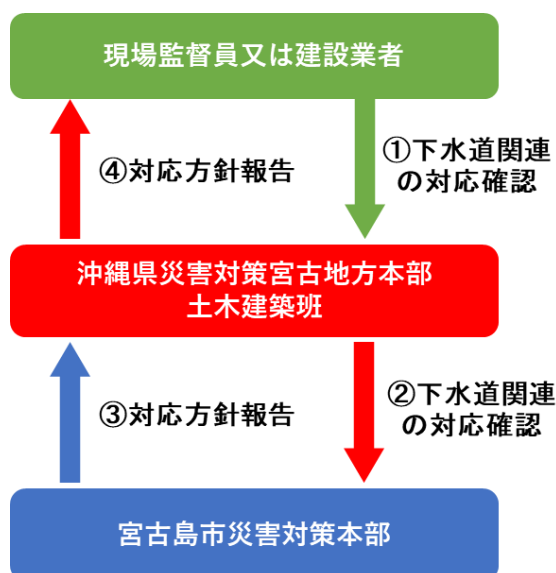 現場監督員又は建設業者
④対応方針報告
①下水道関連
の対応確認
沖縄県災害対策宮古地方本部
土木建築班
③対応方針報告
②下水道関連
の対応確認
宮古島市災害対策本部